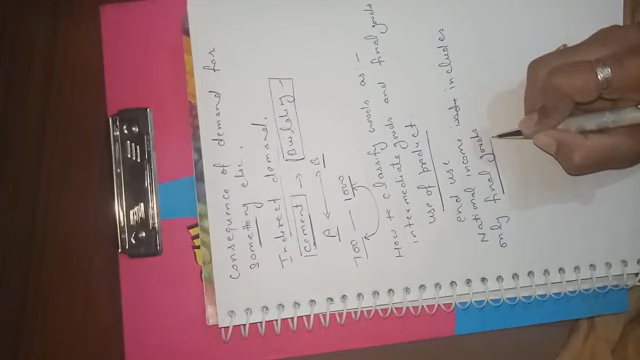 Consequence of demand for
something else.
Indirect demand.
Cement → Building -
A ↔ B
700 — 1000
How to classify goods as -
intermediate goods and final goods
use of product
end use.
National income includes
only final goods